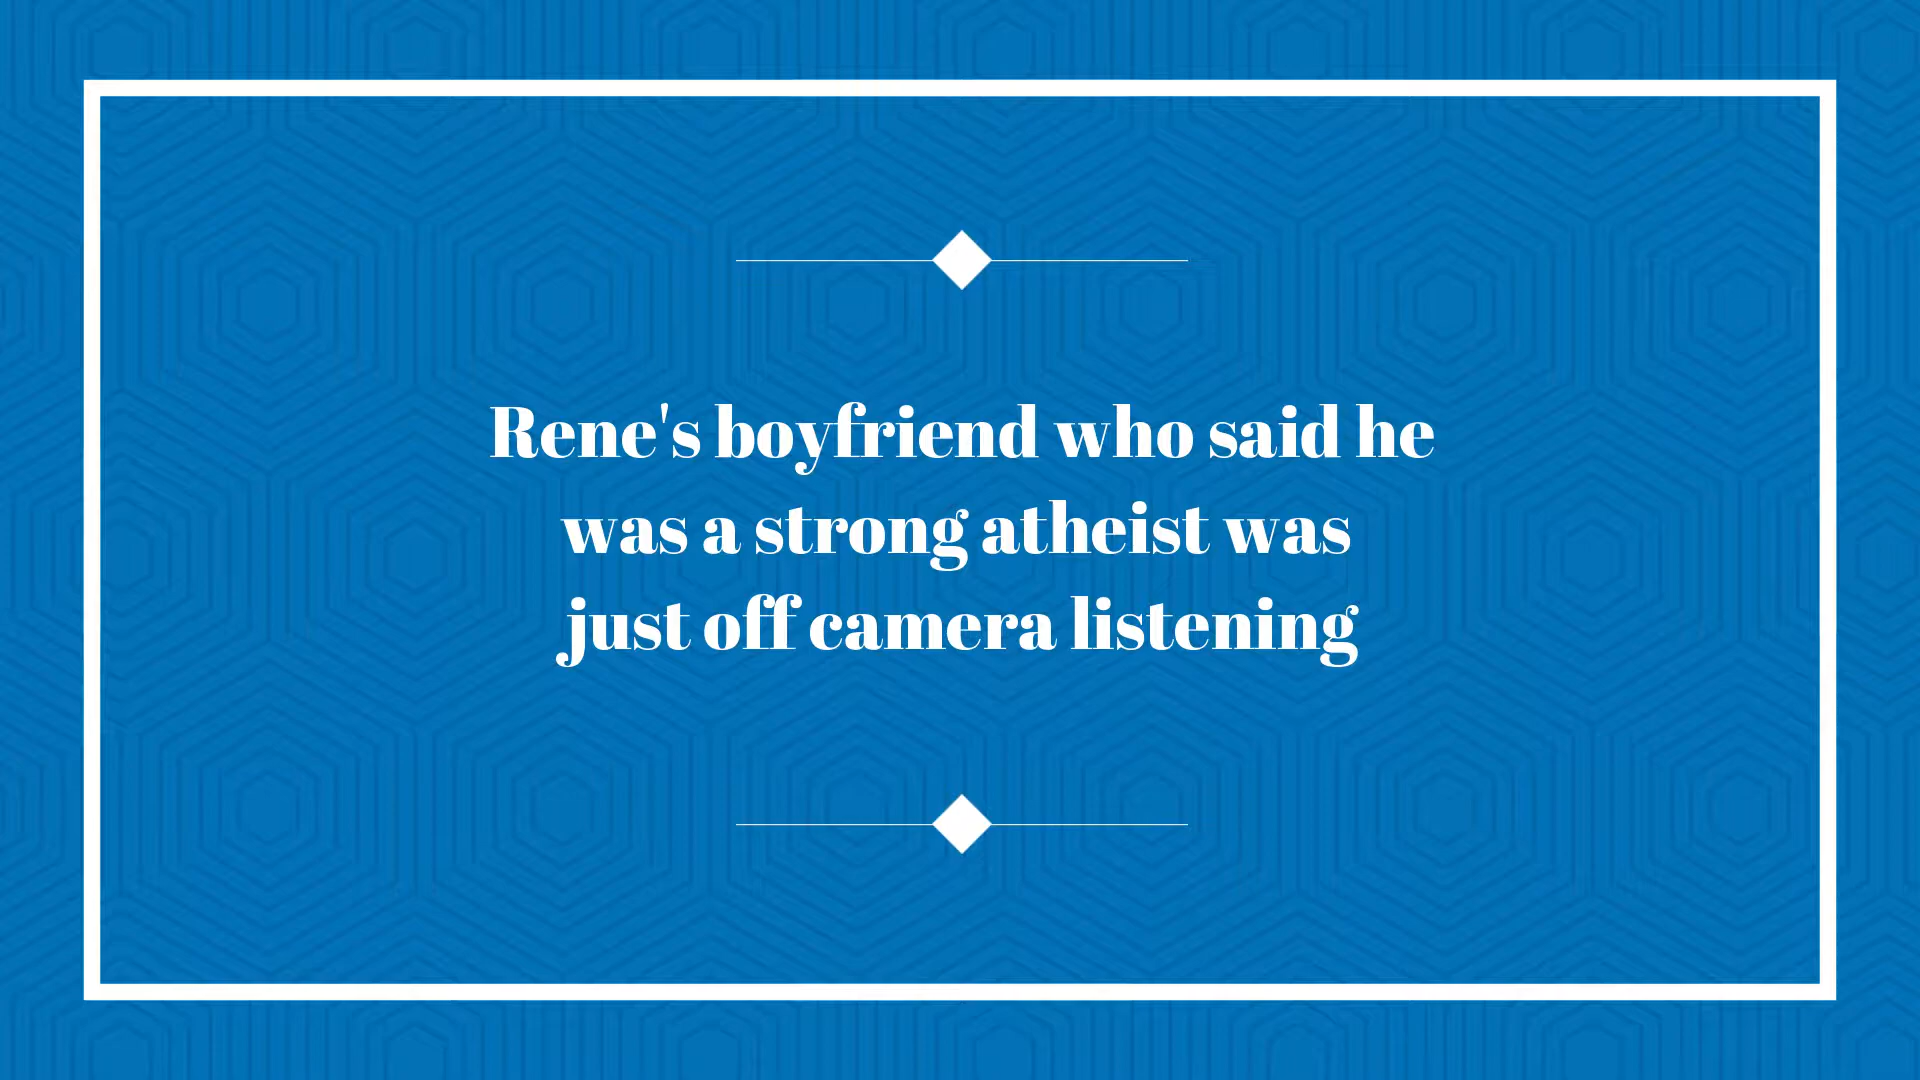 Rene's boyfriend who said he
was a strong atheist was
just off camera listening